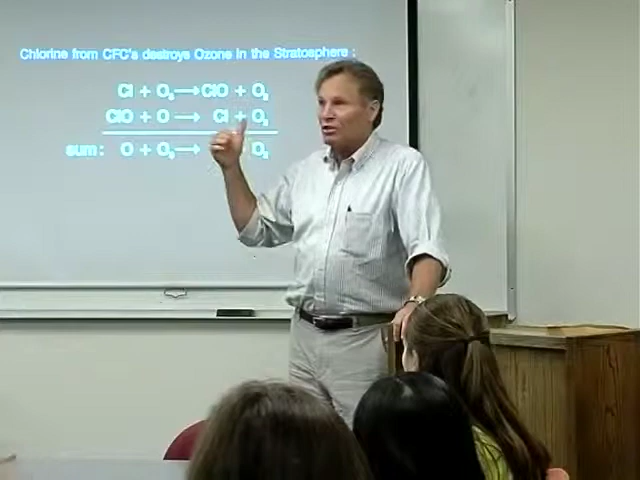 Chlorine from CFC's destroys Ozone in the Stratosphere :
Cl + O₃ → ClO + O₂
ClO + O → Cl + O₂
sum : O + O₃ → O₂